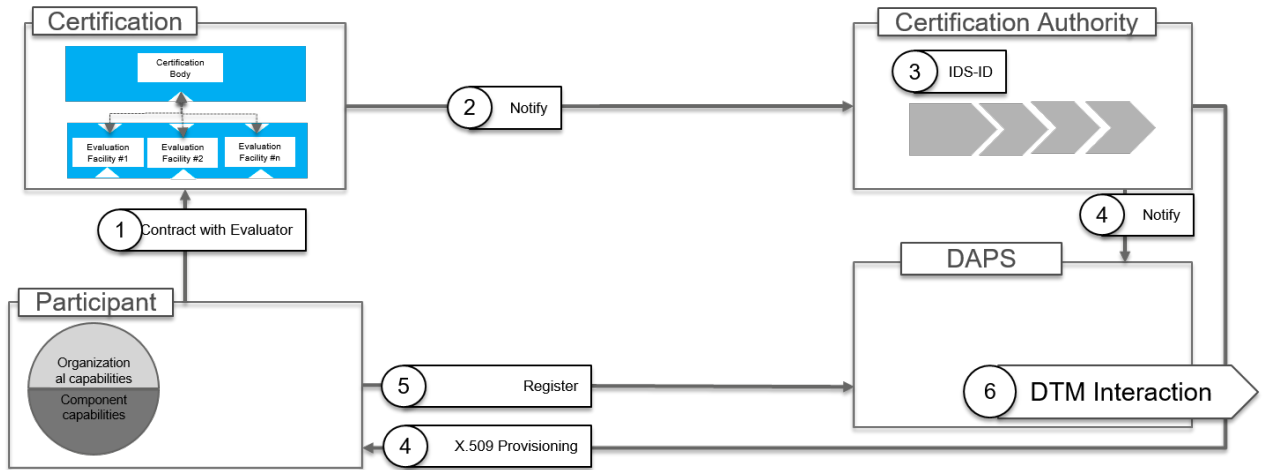 Certification
Certification
Body
Evaluation
Facility #1
Evaluation
Facility #2
Evaluation
Facility #n
2
Notify
Certification Authority
3
IDS-ID
1
Contract with Evaluator
4
Notify
DAPS
Participant
Organization
al capabilities
Component
capabilities
5
Register
6
DTM Interaction
4
X.509 Provisioning